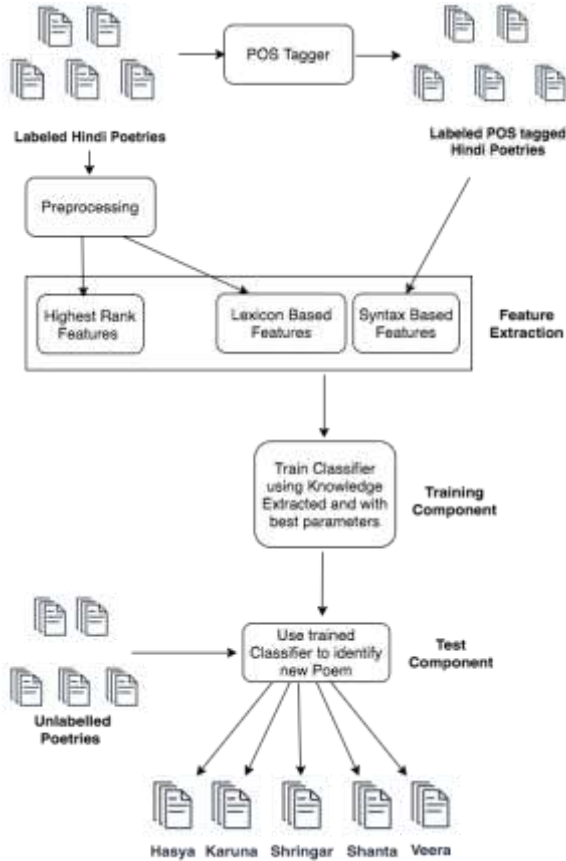 POS Tagger
Labeled Hindi Poetries
Labeled POS tagged
Hindi Poetries
Preprocessing
Highest Rank
Features
Lexicon Based
Features
Syntax Based
Features
Feature
Extraction
Train Classifier
using Knowledge
Extracted and with
best parameters
Training
Component
Use trained
Classifier to identify
new Poem
Test
Component
Unlabelled
Poetries
Hasya
Karuna
Shringar
Shanta
Veera